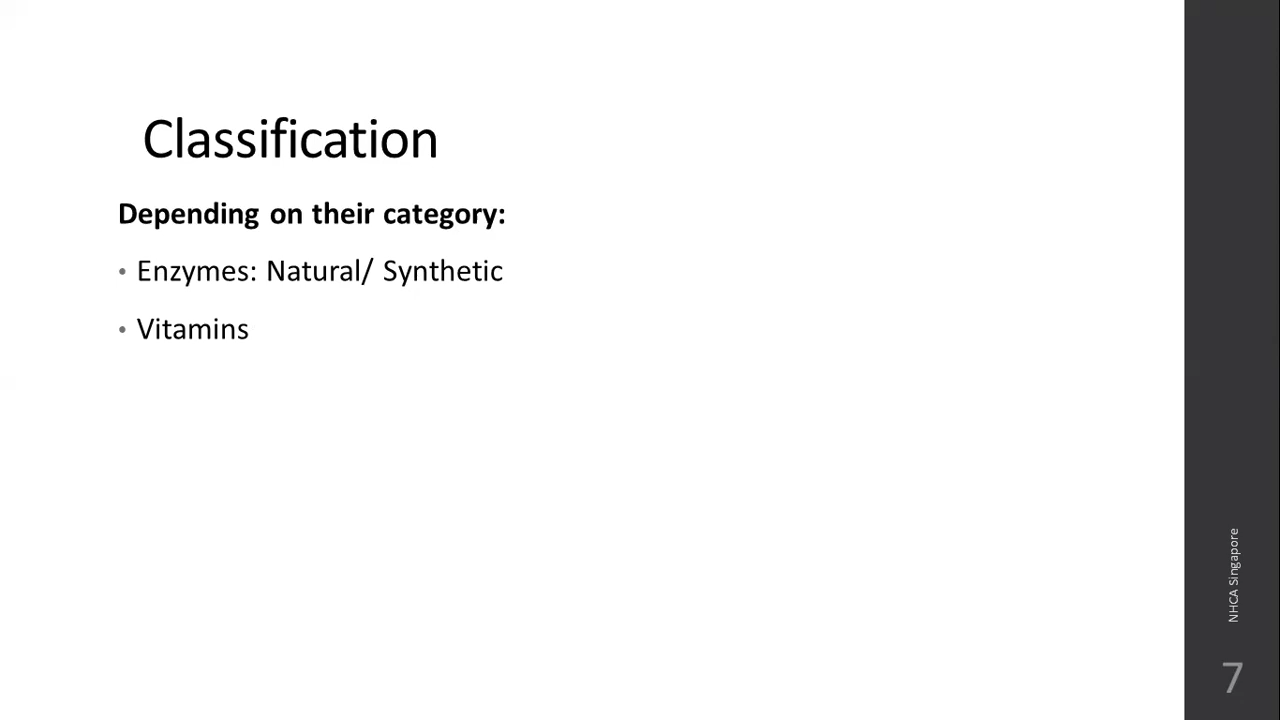 Classification
Depending on their category:
• Enzymes: Natural/ Synthetic
• Vitamins
NHCA Singapore
7